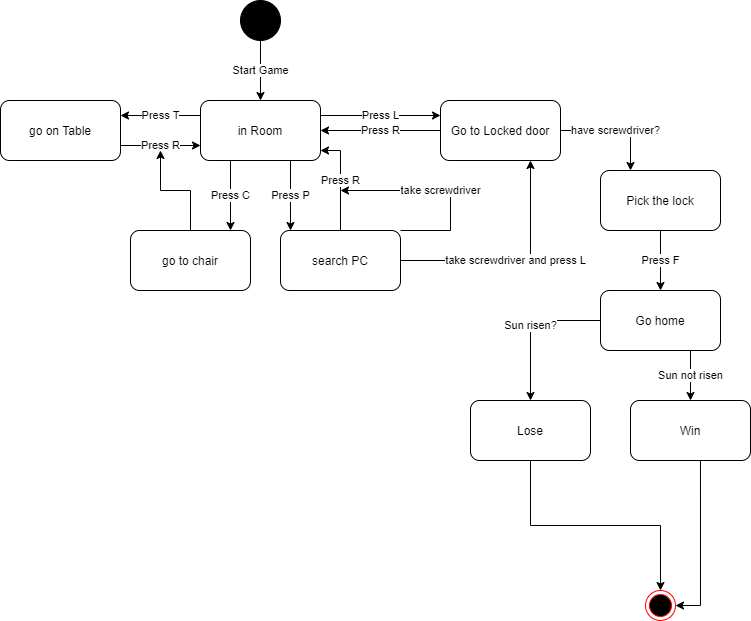 Start Game
go on Table
Press T
in Room
Press L
Go to Locked door
have screwdriver?
Press R
Press R
Press R
take screwdriver
Press C
Press P
Pick the lock
go to chair
search PC
take screwdriver and press L
Press F
Go home
Sun risen?
Sun not risen
Lose
Win